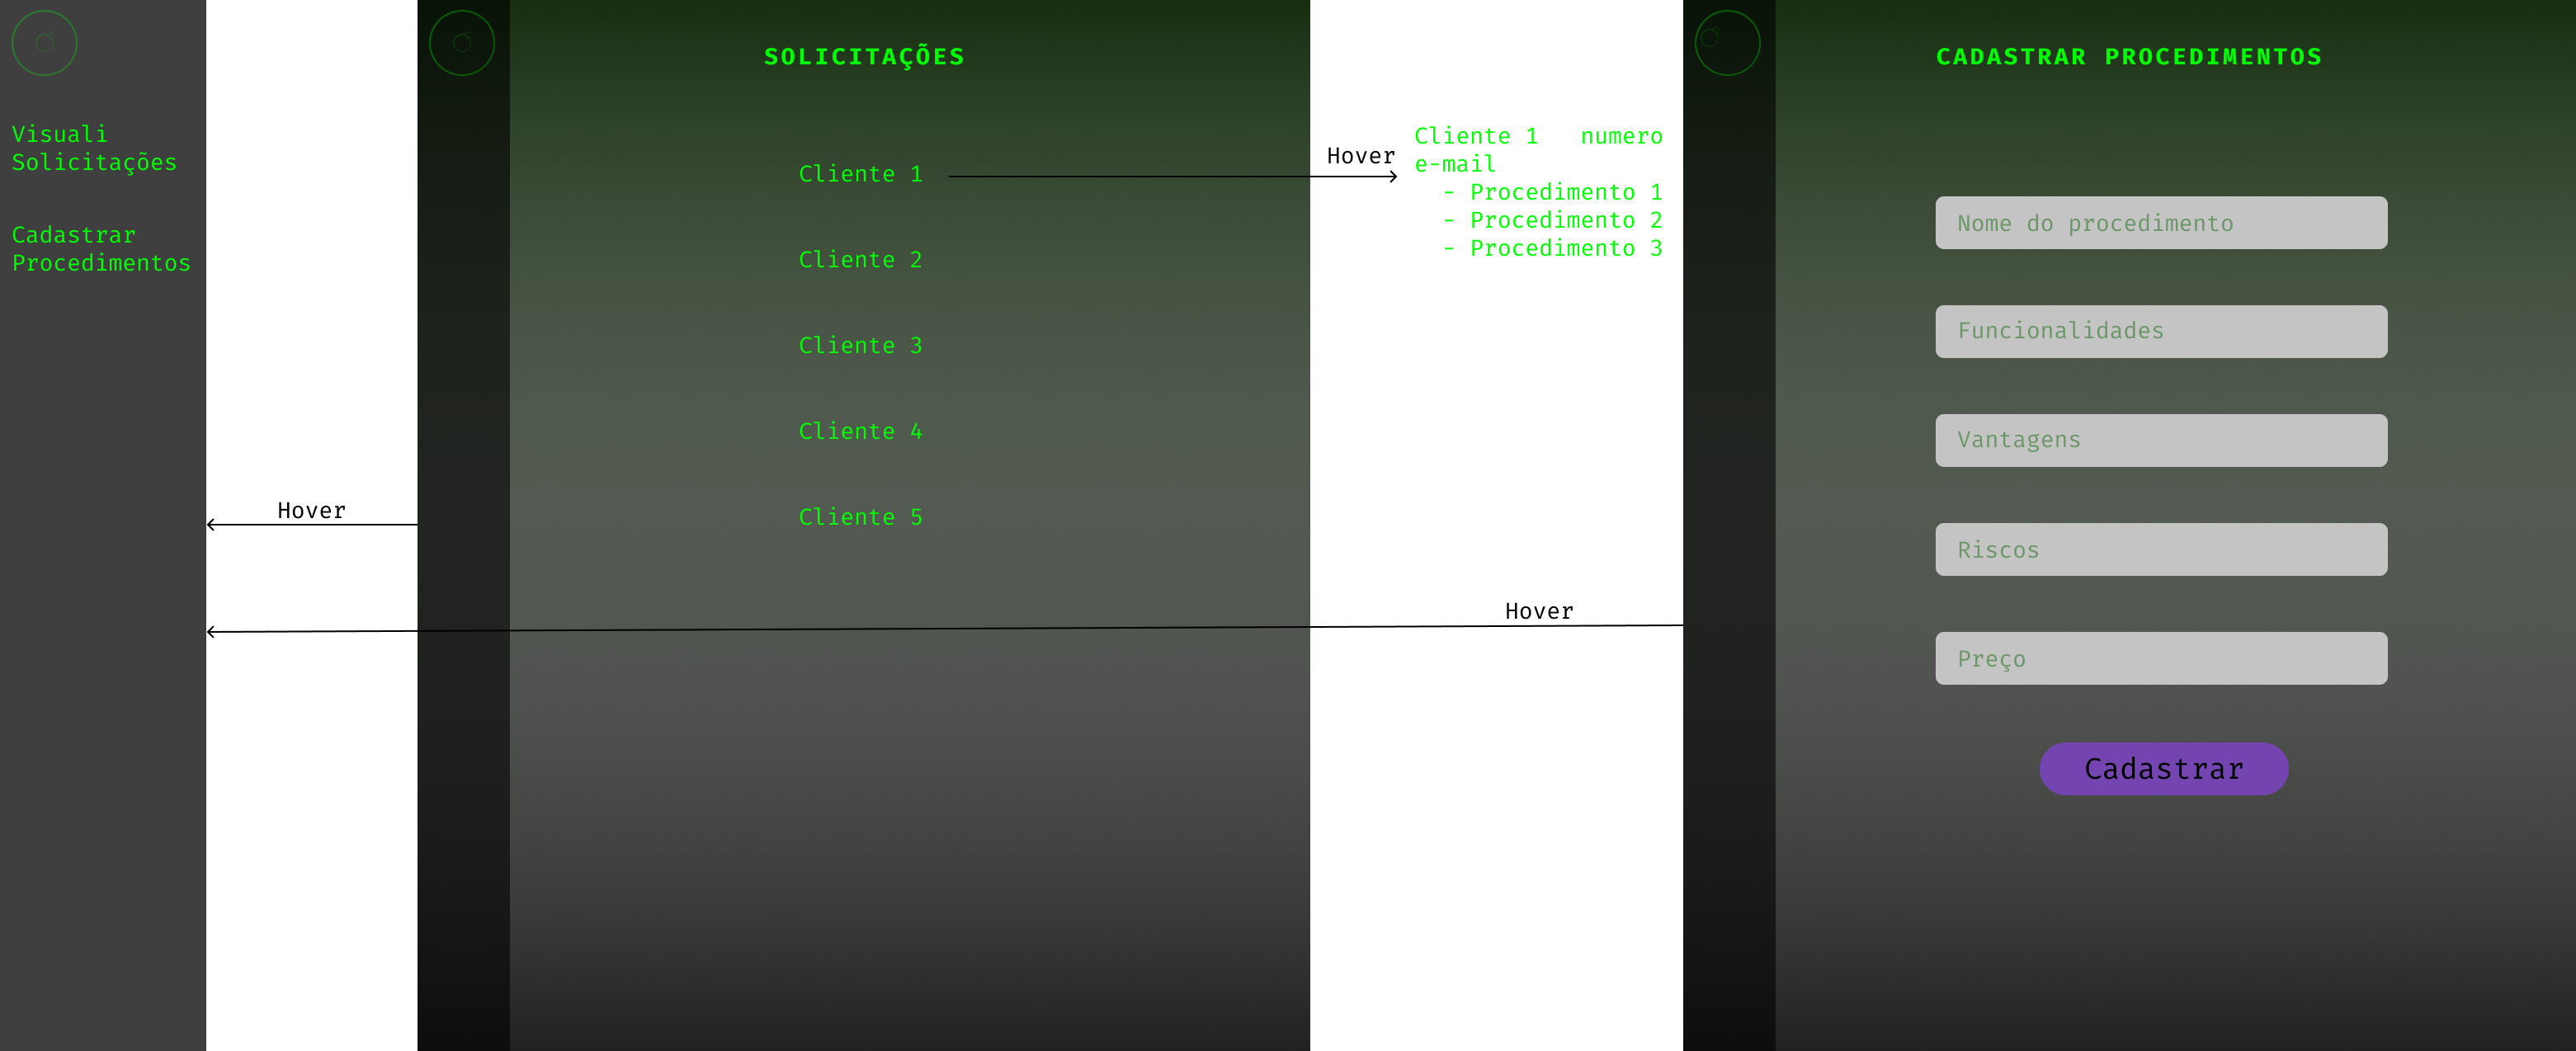 Visuali
Solicitações
Cadastrar
Procedimentos
Hover
SOLICITAÇÕES
Cliente 1
Cliente 2
Cliente 3
Cliente 4
Cliente 5
Hover
Cliente 1 numero
e-mail
- Procedimento 1
- Procedimento 2
- Procedimento 3
Hover
CADASTRAR PROCEDIMENTOS
Nome do procedimento
Funcionalidades
Vantagens
Riscos
Preço
Cadastrar